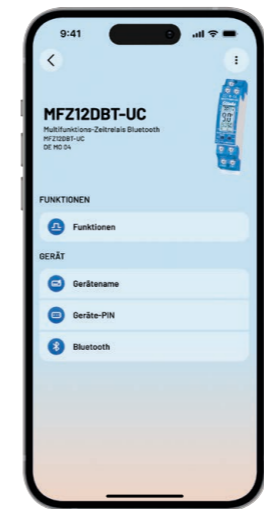 9:41
MFZ12DBT-UC
Multifunktions-Zeitrelais Bluetooth
MFZ12DBT-UC
DE MO 04
FUNKTIONEN
Funktionen
GERÄT
Gerätename
Geräte-PIN
Bluetooth